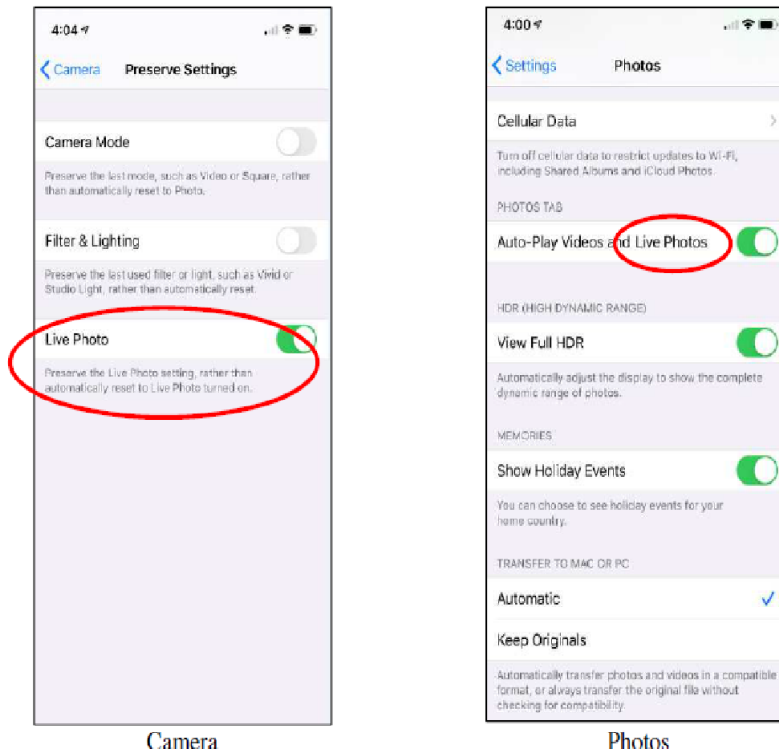 4:04
Camera
Preserve Settings
Camera Mode
Preserve the last mode, such as Video or Square, rather
than automatically reset to Photo.
Filter & Lighting
Preserve the last used filter or light, such as Vivid or
Studio Light, rather than automatically reset.
Live Photo
Preserve the Live Photo setting, rather than
automatically reset to Live Photo turned on.
Camera
4:00
Settings
Photos
Cellular Data
Turn off cellular data to restrict updates to Wi-Fi,
including Shared Albums and iCloud Photos.
PHOTOS TAB
Auto-Play Videos and Live Photos
HDR (HIGH DYNAMIC RANGE)
View Full HDR
Automatically adjust the display to show the complete
dynamic range of photos.
MEMORIES
Show Holiday Events
You can choose to see holiday events for your
home country.
TRANSFER TO MAC OR PC
Automatic
Keep Originals
Automatically transfer photos and videos in a compatible
format, or always transfer the original file without
checking for compatibility.
Photos